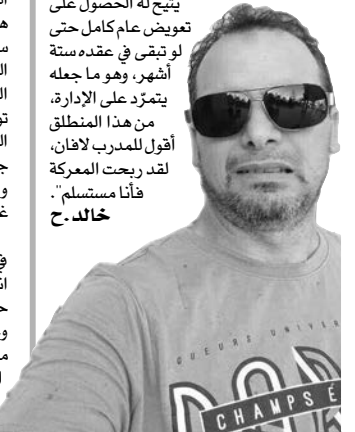 يتيح له الحصول على
تعويض عام كامل حتى
لو تبقى في عقده ستة
أشهر، وهو ما جعله
يتمرّد على الإدارة،
من هذا المنطلق
أقول للمدرب لافان،
لقد ربحت المعركة
فأنا مستسلم".
خالد.ح
CHAMPS É